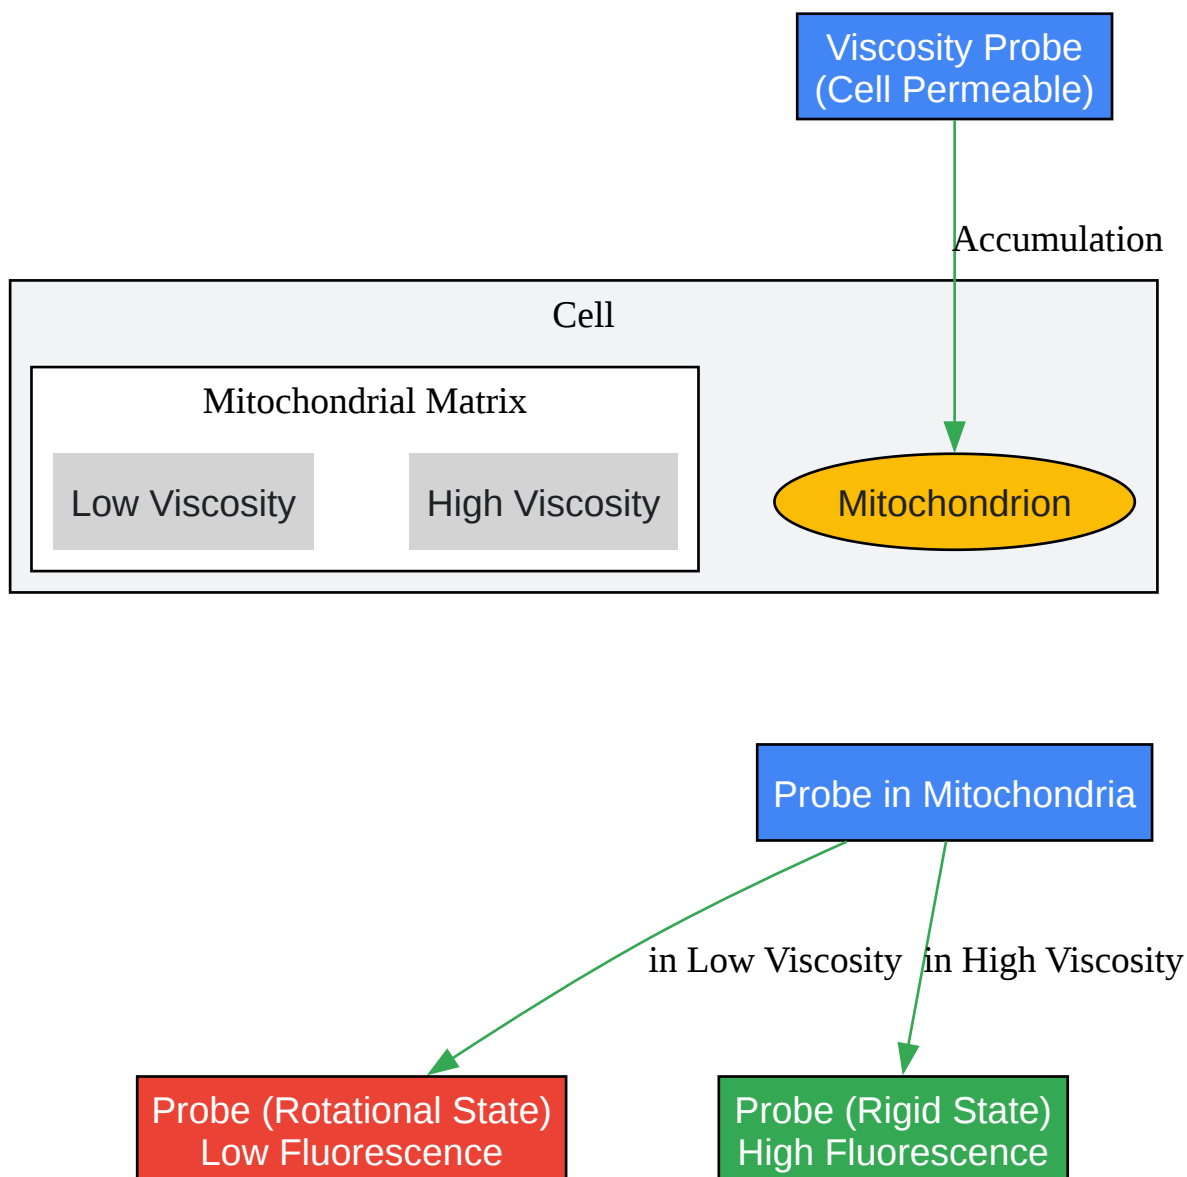 Viscosity Probe
(Cell Permeable)
Accumulation
Cell
Mitochondrial Matrix
Low Viscosity
High Viscosity
Mitochondrion
Probe in Mitochondria
in Low Viscosity
in High Viscosity
Probe (Rotational State)
Low Fluorescence
Probe (Rigid State)
High Fluorescence